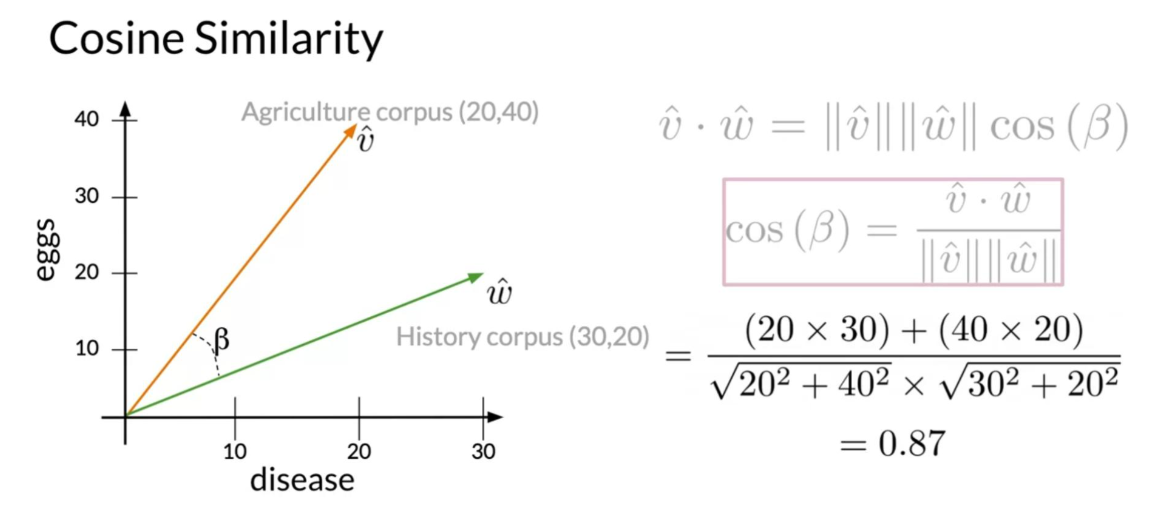 Cosine Similarity
Agriculture corpus (20,40)
v̂
40
30
20
10
eggs
β
ŵ
History corpus (30,20)
10 20 30
disease
v̂ · ŵ = ||v̂|| ||ŵ|| cos (β)
cos (β) = v̂ · ŵ / ||v̂|| ||ŵ||
= (20 × 30) + (40 × 20) / √20² + 40² × √30² + 20²
= 0.87